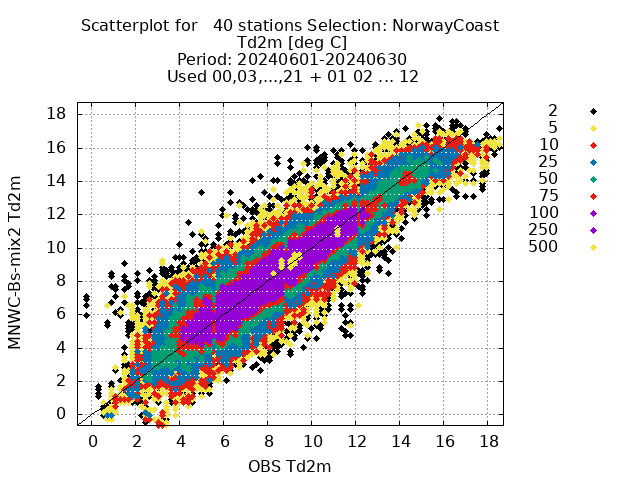 Scatterplot for   40 stations Selection: NorwayCoast
Td2m [deg C]
Period: 20240601-20240630
Used 00,03,...,21 + 01 02 ... 12
MNWC-Bs-mix2 Td2m
18
16
14
12
10
8
6
4
2
0
0 2 4 6 8 10 12 14 16 18
OBS Td2m
2
5
10
25
50
75
100
250
500